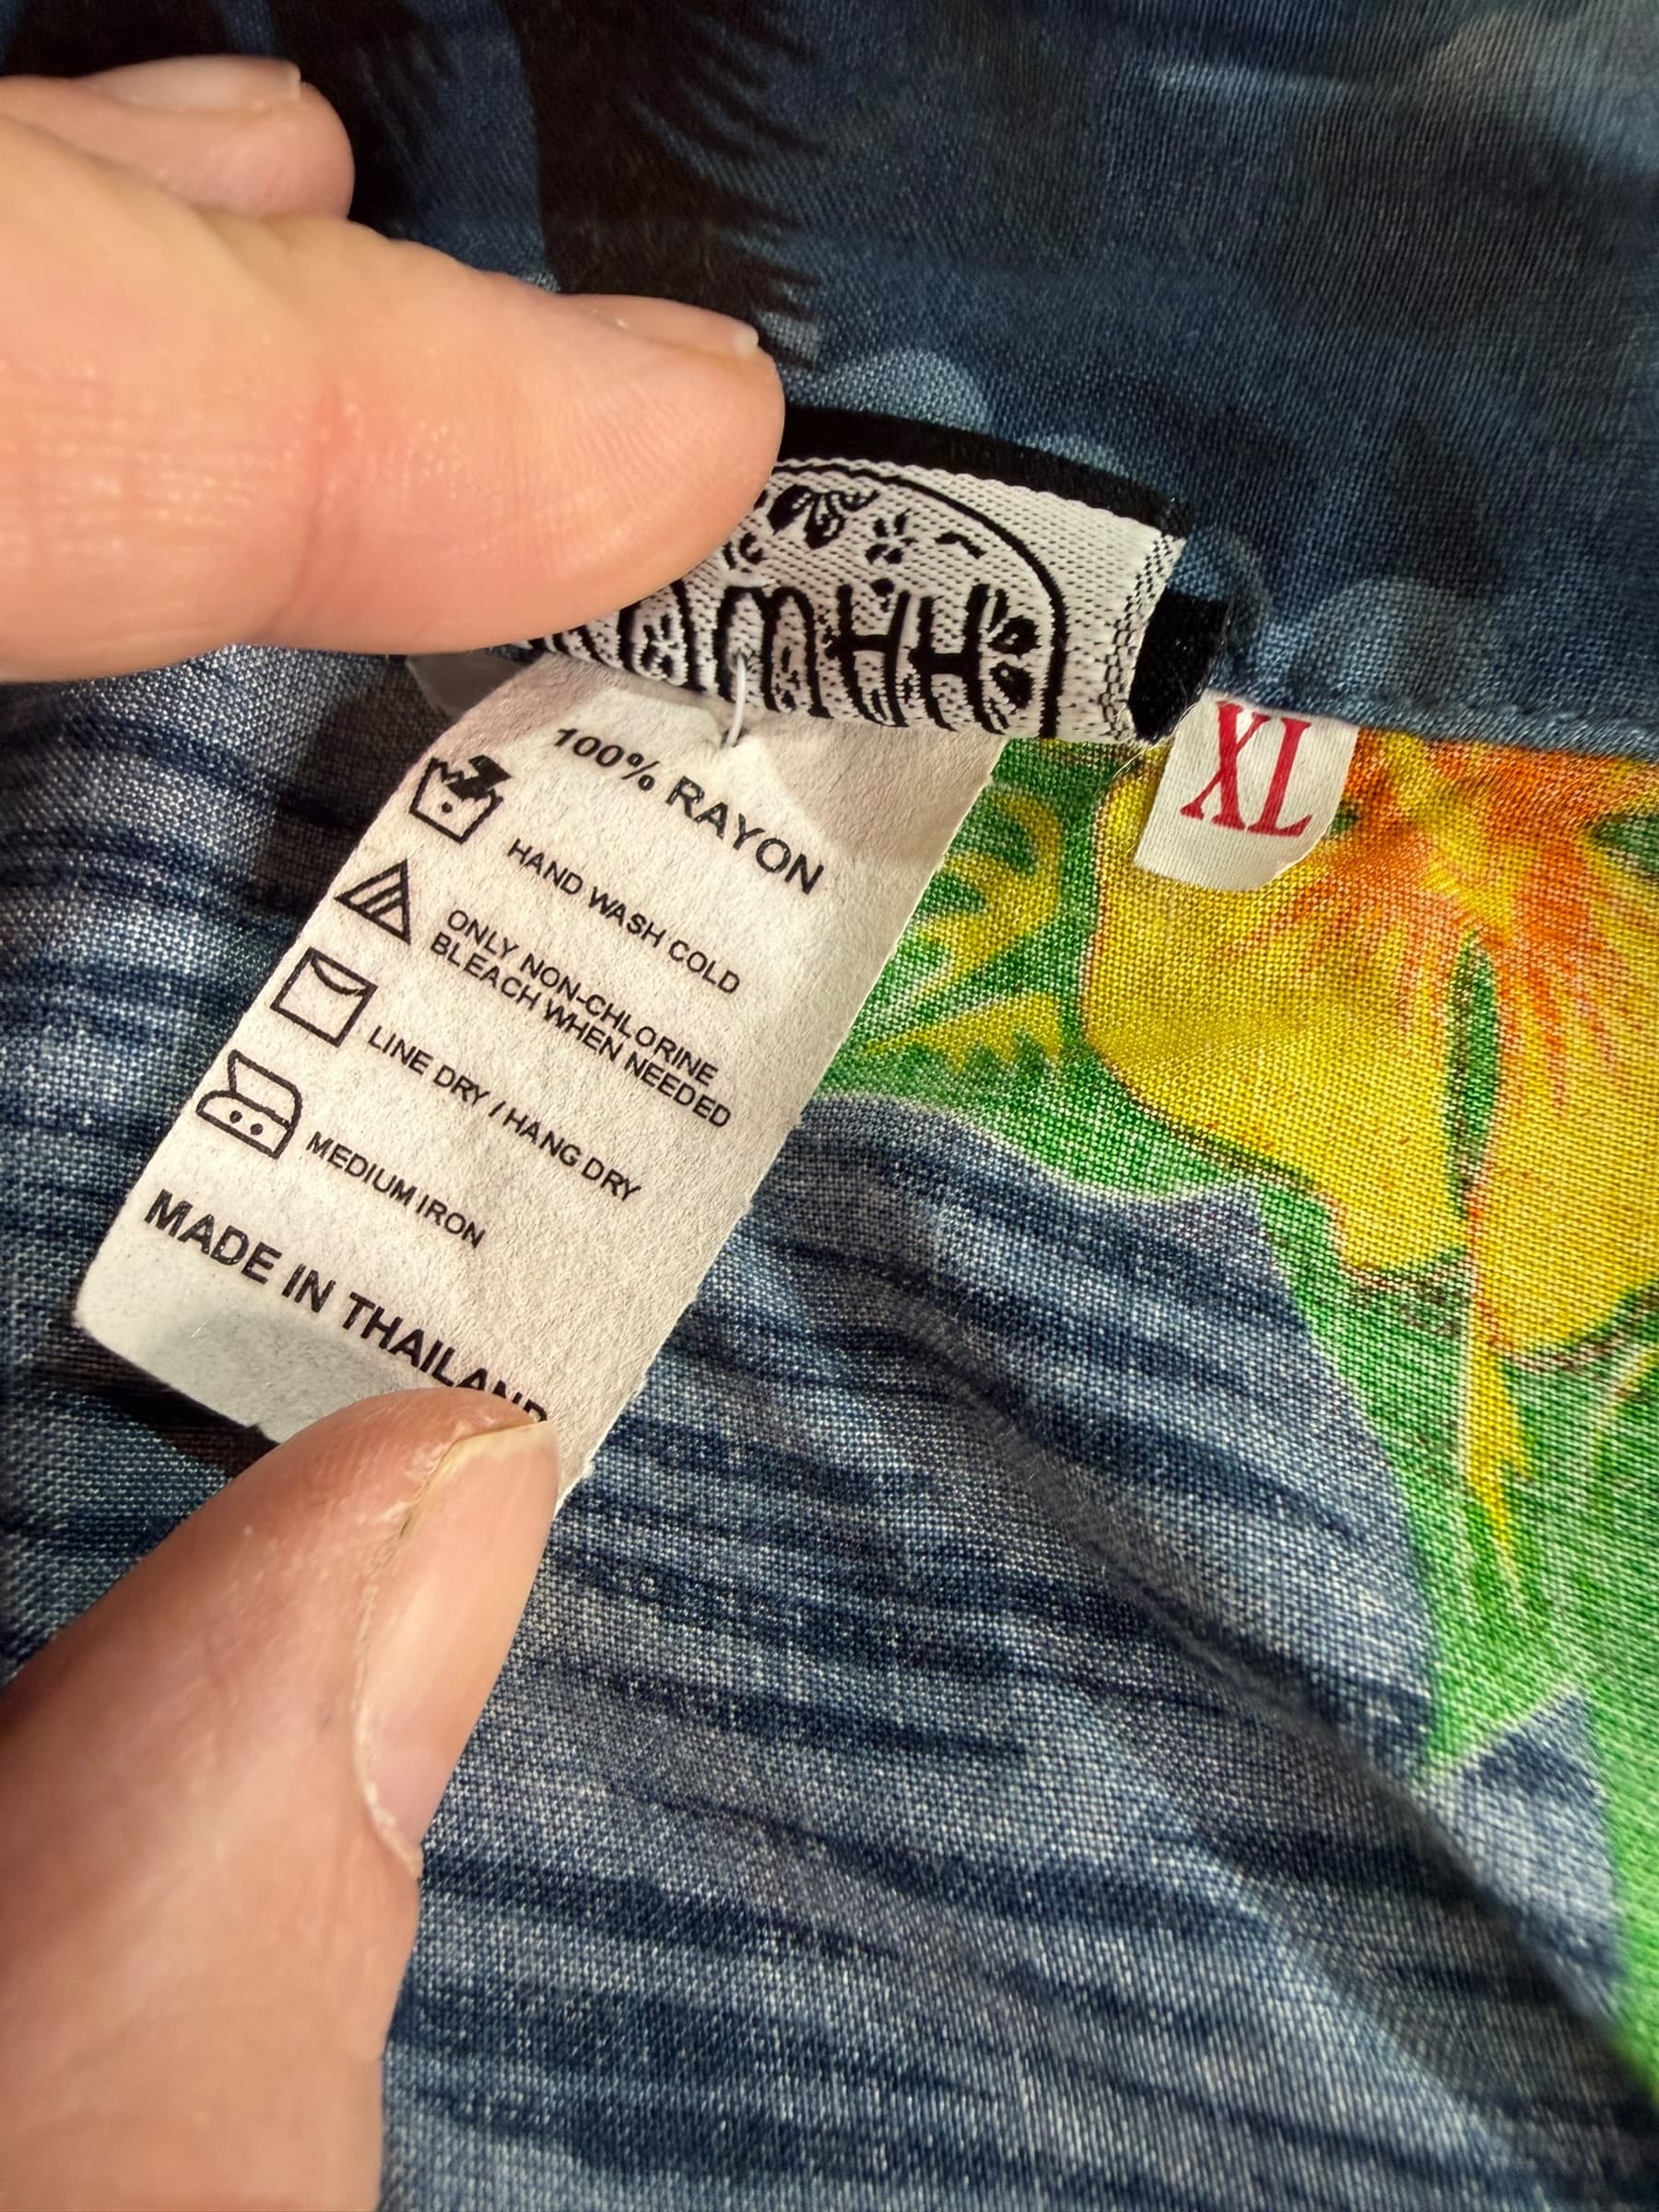 XL
100% RAYON
HAND WASH COLD
ONLY NON-CHLORINE
BLEACH WHEN NEEDED
LINE DRY / HANG DRY
MEDIUM IRON
MADE IN THAILAND